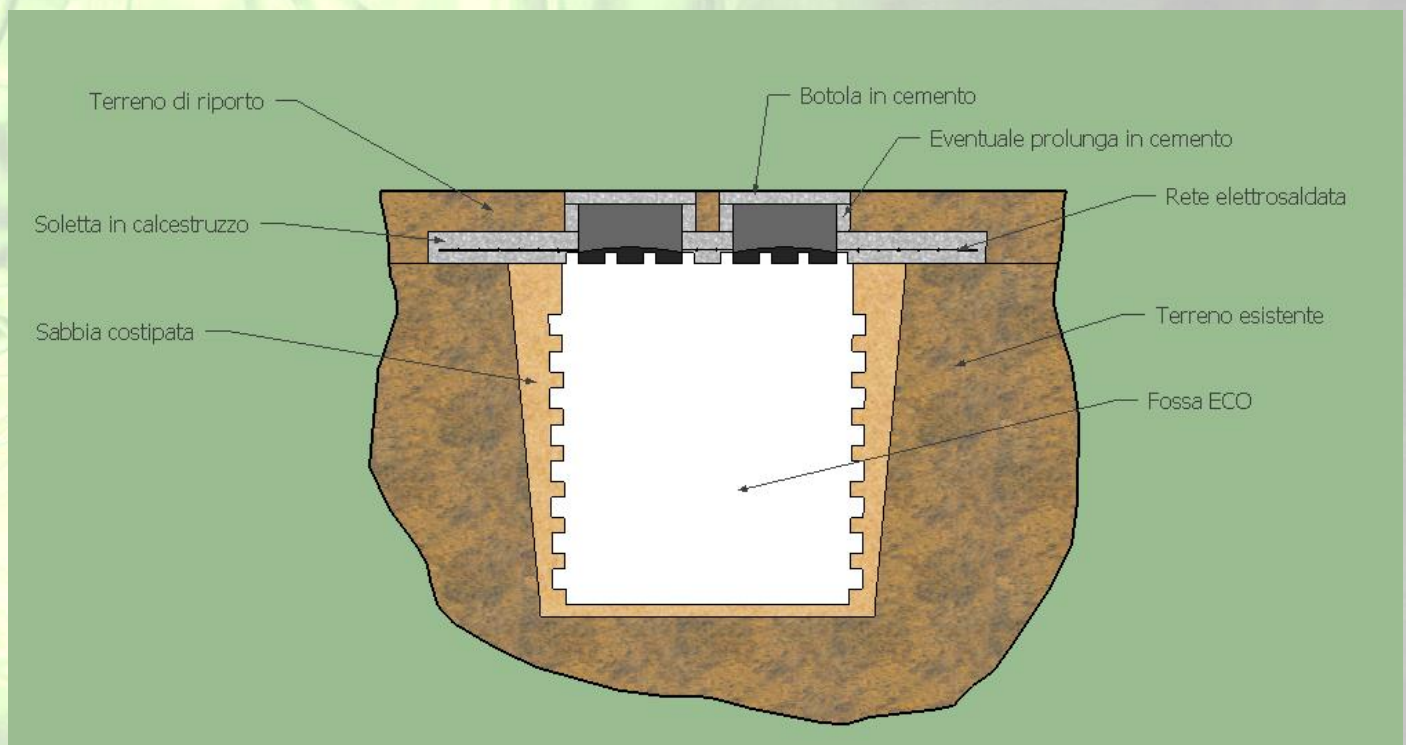 Terreno di riporto
Botola in cemento
Eventuale prolunga in cemento
Rete elettrosaldata
Soletta in calcestruzzo
Sabbia costipata
Terreno esistente
Fossa ECO